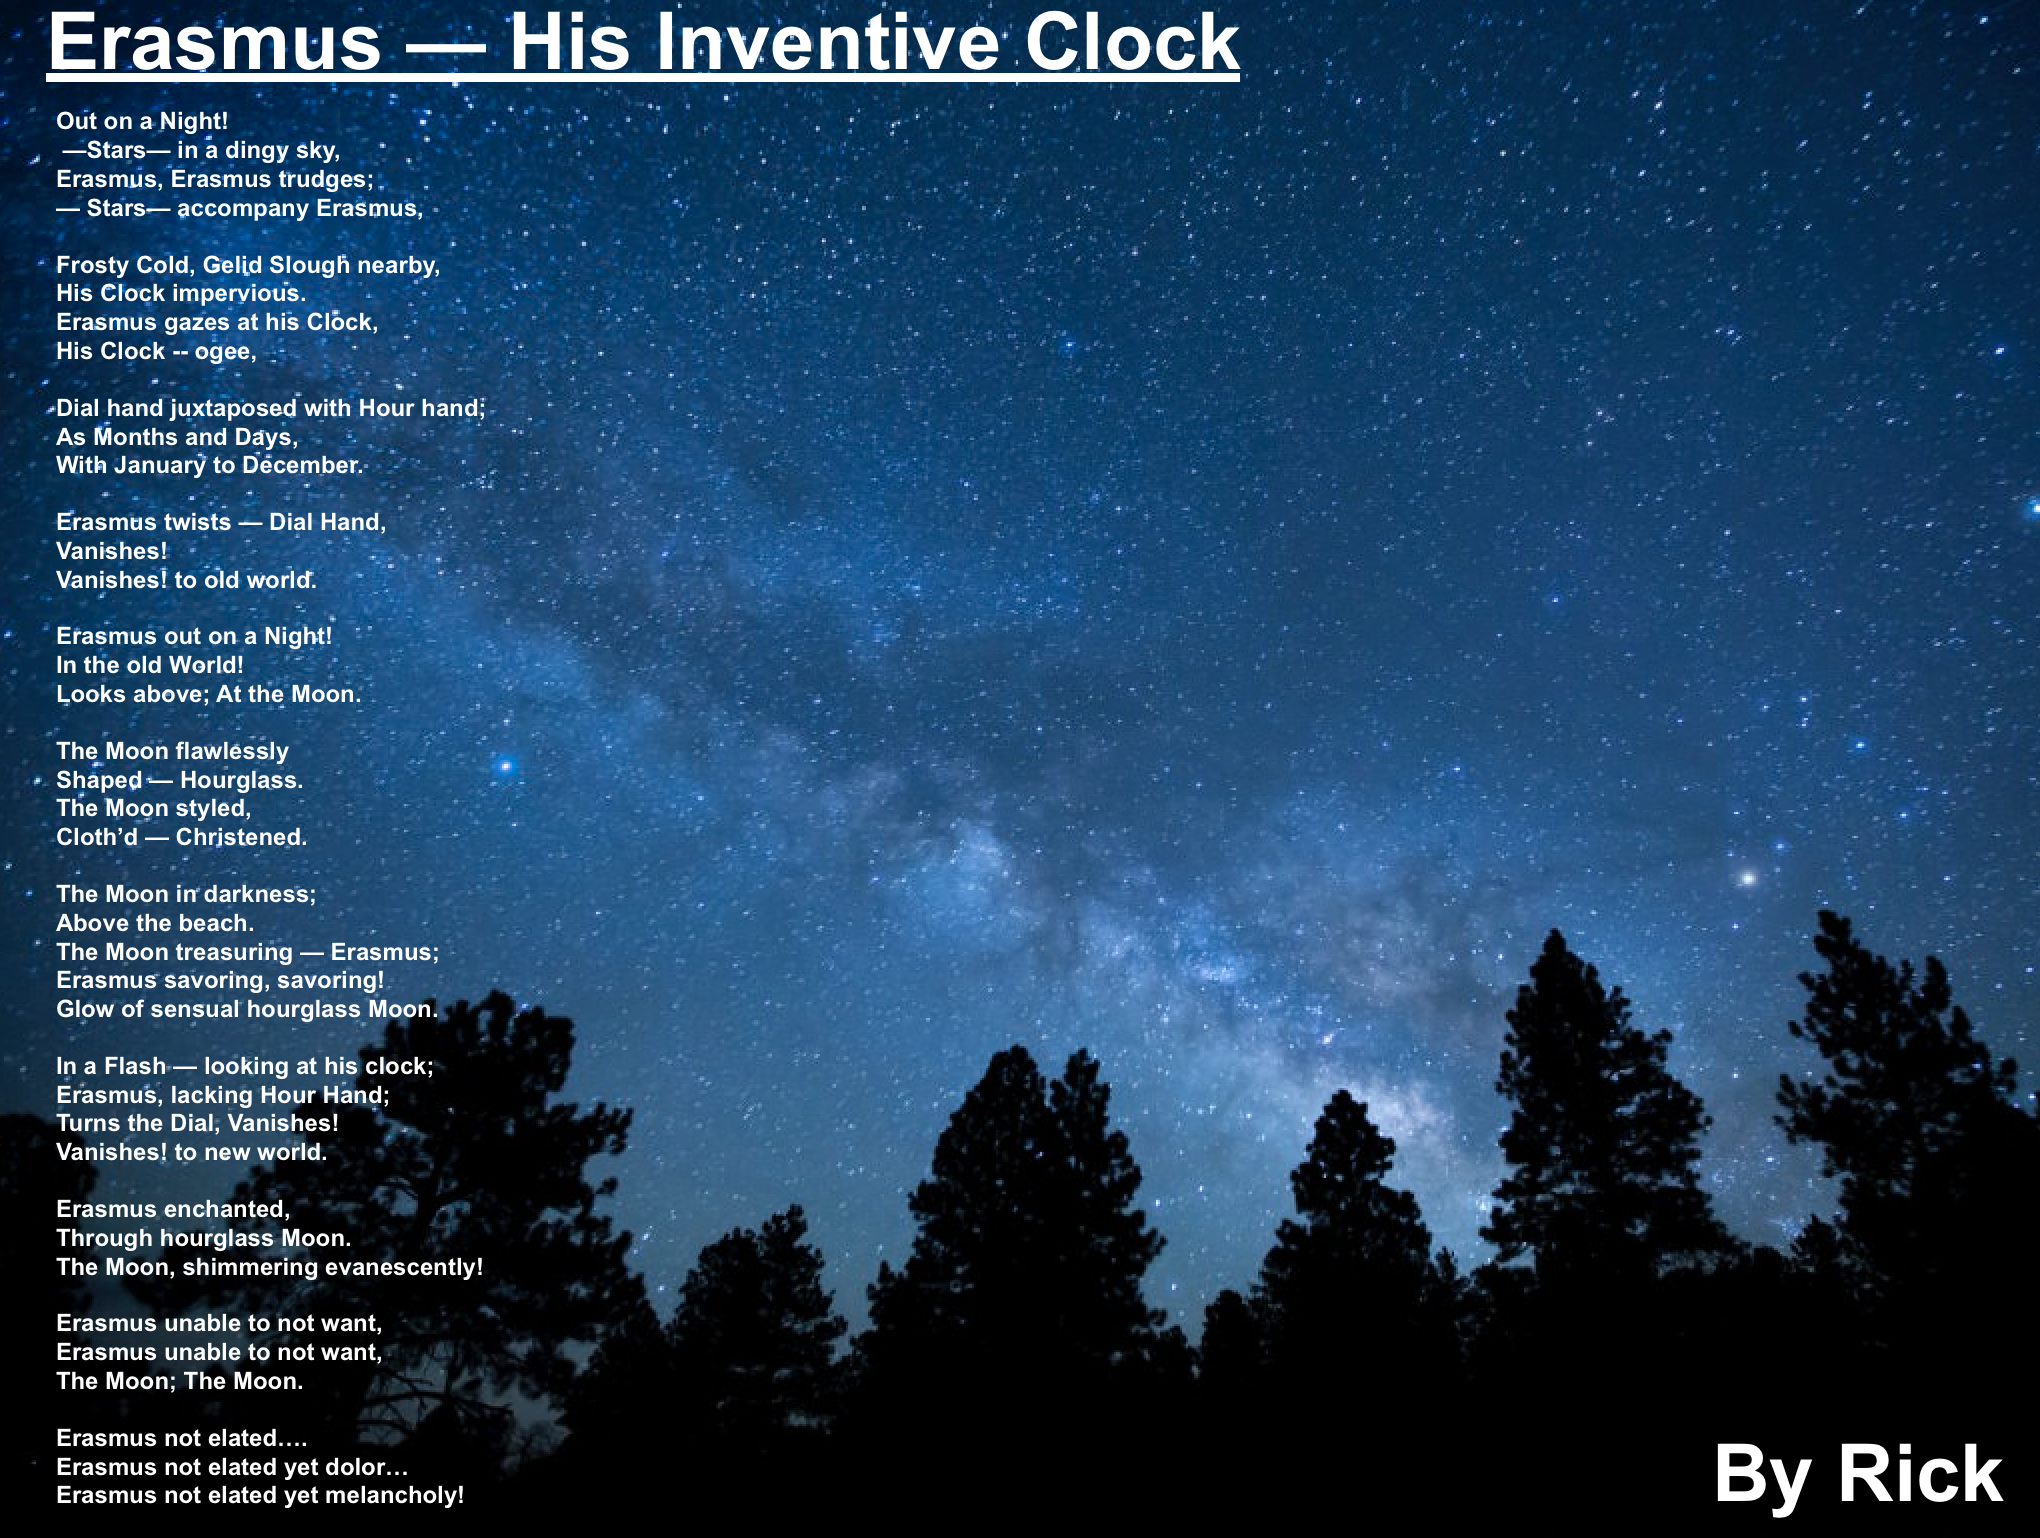 Erasmus — His Inventive Clock
Out on a Night!
—Stars— in a dingy sky,
Erasmus, Erasmus trudges;
— Stars— accompany Erasmus,
Frosty Cold, Gelid Slough nearby,
His Clock impervious.
Erasmus gazes at his Clock,
His Clock -- ogee,
Dial hand juxtaposed with Hour hand;
As Months and Days,
With January to December.
Erasmus twists — Dial Hand,
Vanishes!
Vanishes! to old world.
Erasmus out on a Night!
In the old World!
Looks above; At the Moon.
The Moon flawlessly
Shaped — Hourglass.
The Moon styled,
Cloth’d — Christened.
The Moon in darkness;
Above the beach.
The Moon treasuring — Erasmus;
Erasmus savoring, savoring!
Glow of sensual hourglass Moon.
In a Flash — looking at his clock;
Erasmus, lacking Hour Hand;
Turns the Dial, Vanishes!
Vanishes! to new world.
Erasmus enchanted,
Through hourglass Moon.
The Moon, shimmering evanescently!
Erasmus unable to not want,
Erasmus unable to not want,
The Moon; The Moon.
Erasmus not elated….
Erasmus not elated yet dolor…
Erasmus not elated yet melancholy!
By Rick